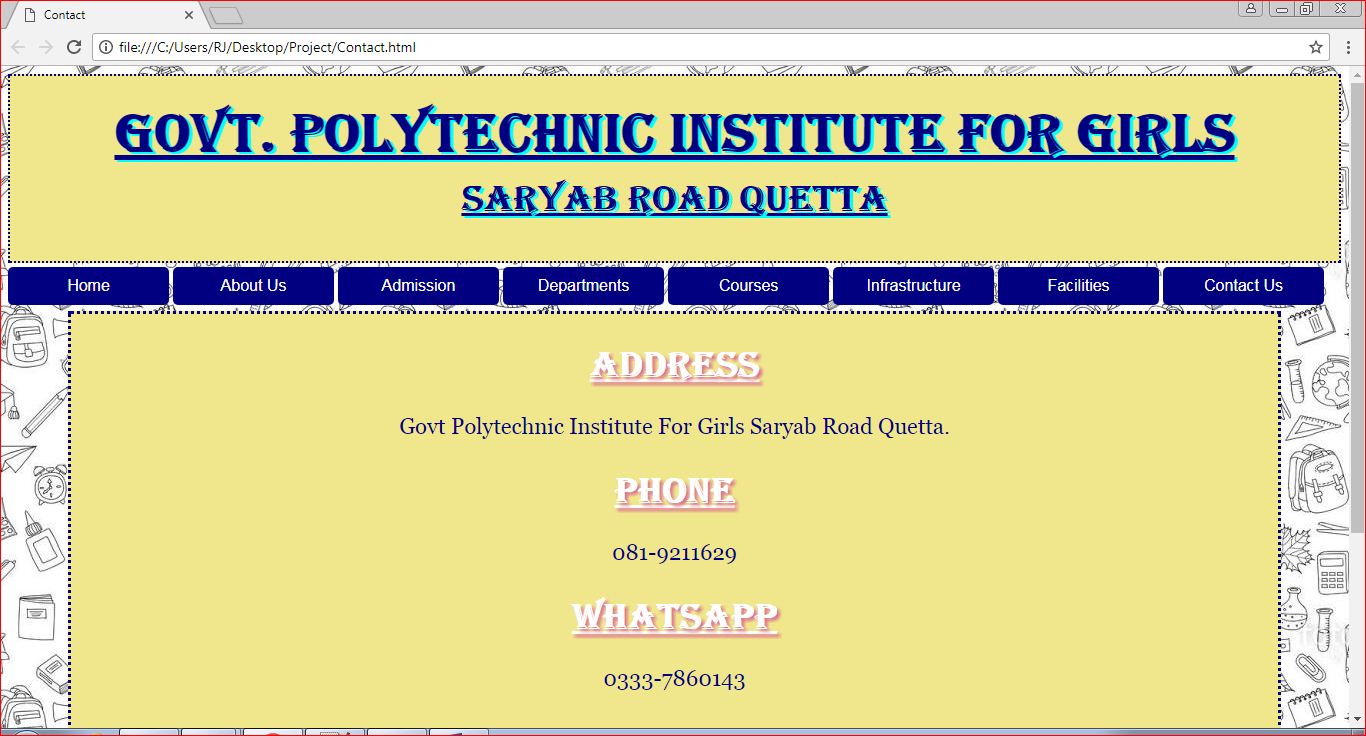 Contact
file:///C:/Users/RJ/Desktop/Project/Contact.html
GOVT. POLYTECHNIC INSTITUTE FOR GIRLS
SARYAB ROAD QUETTA
Home About Us Admission Departments Courses Infrastructure Facilities Contact Us
ADDRESS
Govt Polytechnic Institute For Girls Saryab Road Quetta.
PHONE
081-9211629
WHATSAPP
0333-7860143